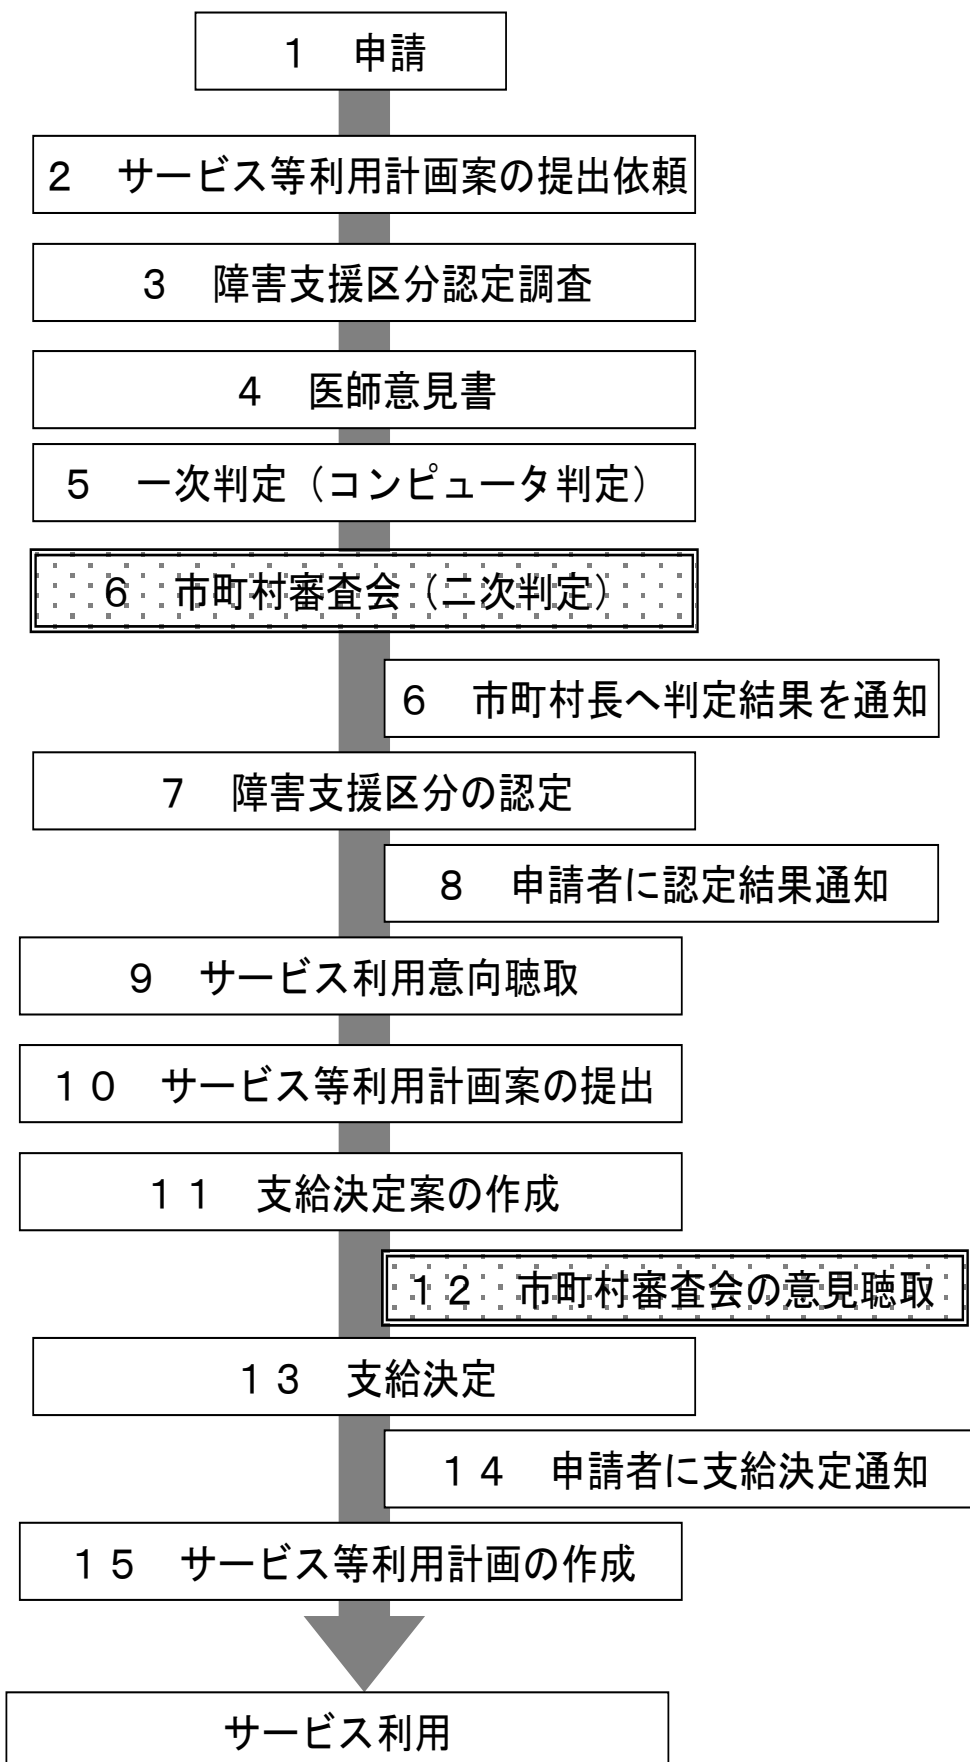 １　申請
２　サービス等利用計画案の提出依頼
３　障害支援区分認定調査
４　医師意見書
５　一次判定（コンピュータ判定）
６　市町村審査会（二次判定）
６　市町村長へ判定結果を通知
７　障害支援区分の認定
８　申請者に認定結果通知
９　サービス利用意向聴取
１０　サービス等利用計画案の提出
１１　支給決定案の作成
１２　市町村審査会の意見聴取
１３　支給決定
１４　申請者に支給決定通知
１５　サービス等利用計画の作成
サービス利用